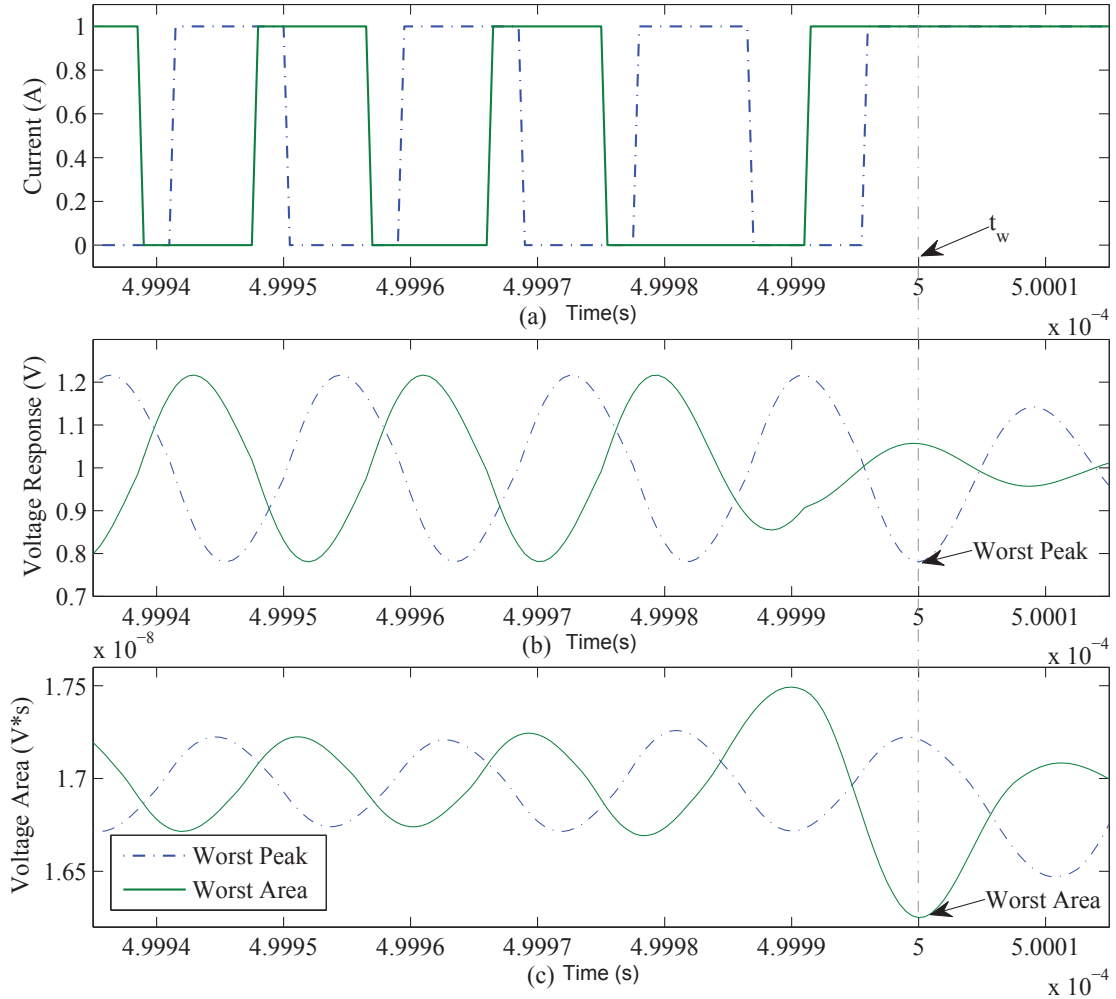 1
0.8
0.6
0.4
0.2
0
Current (A)
t_w
4.9994 4.9995 4.9996 4.9997 4.9998 4.9999 5 5.0001
(a) Time(s)
x 10⁻⁴
1.2
1.1
1
0.9
0.8
0.7
Voltage Response (V)
Worst Peak
4.9994 4.9995 4.9996 4.9997 4.9998 4.9999 5 5.0001
(b) Time(s)
x 10⁻⁴
x 10⁻⁸
1.75
1.7
1.65
Voltage Area (V*s)
Worst Peak
Worst Area
Worst Area
4.9994 4.9995 4.9996 4.9997 4.9998 4.9999 5 5.0001
(c) Time (s)
x 10⁻⁴